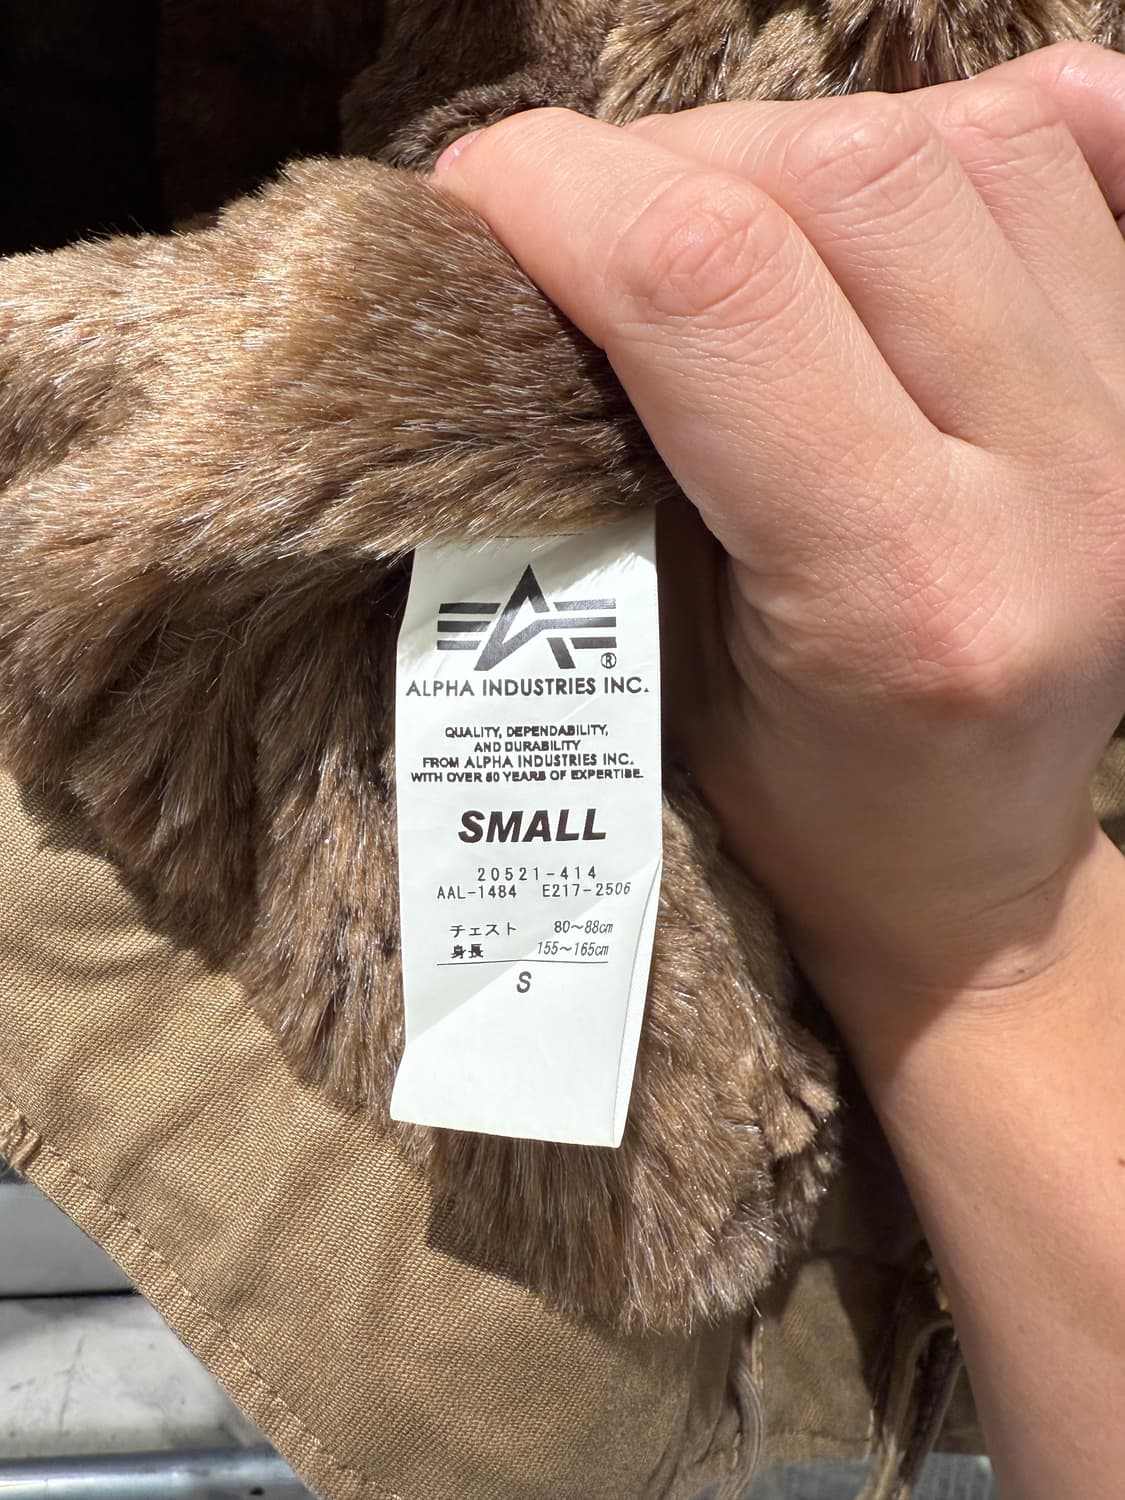 ®
ALPHA INDUSTRIES INC.
QUALITY, DEPENDABILITY,
AND DURABILITY
FROM ALPHA INDUSTRIES INC.
WITH OVER 60 YEARS OF EXPERTISE.
SMALL
20521-414
AAL-1484 E217-2506
チェスト 80~88cm
身長 155~165cm
S